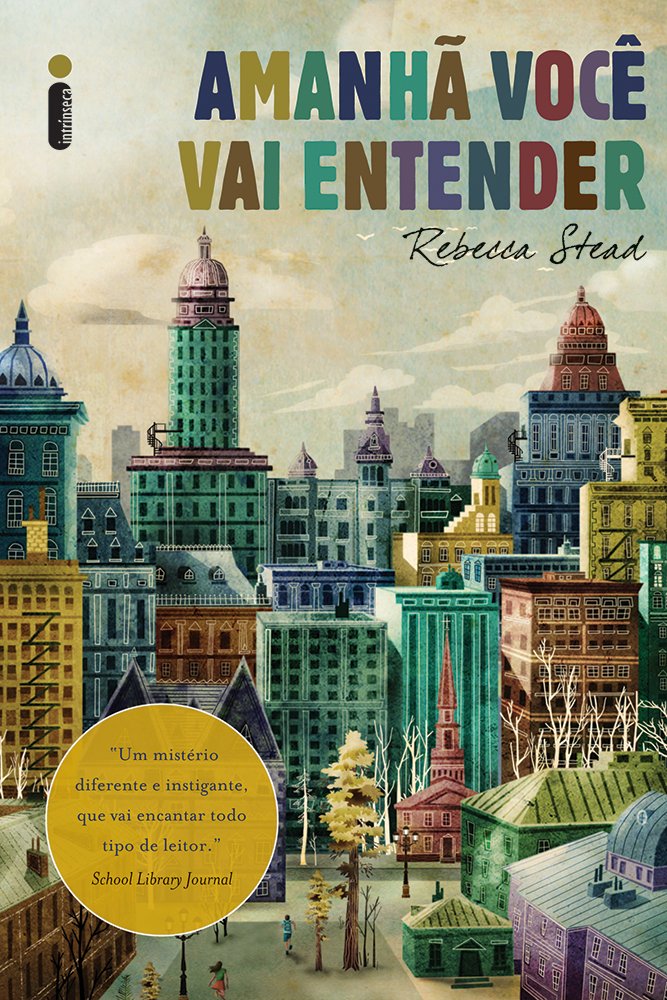 intrínseca
AMANHÃ VOCÊ
VAI ENTENDER
Rebecca Stead
"Um mistério
diferente e instigante,
que vai encantar todo
tipo de leitor."
School Library Journal